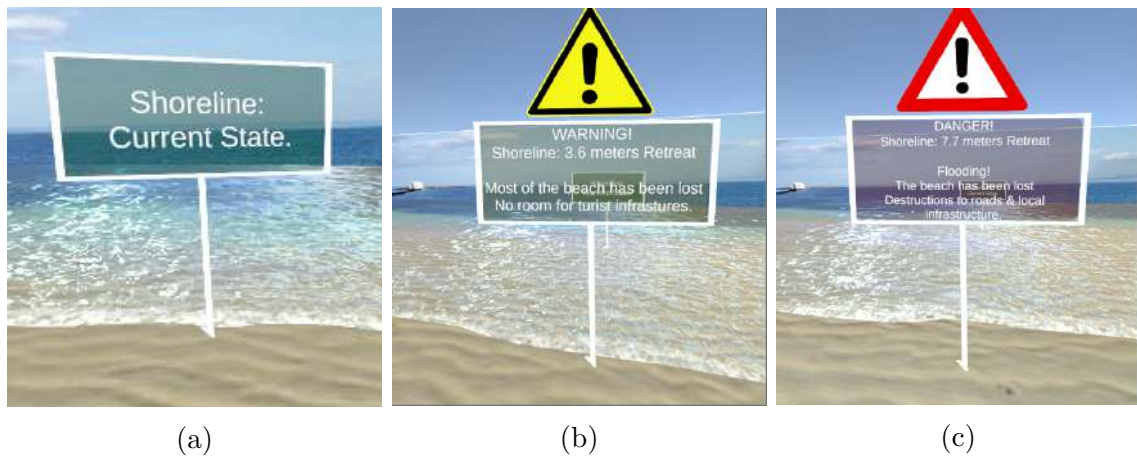 Shoreline:
Current State.
WARNING!
Shoreline: 3.6 meters Retreat
Most of the beach has been lost
No room for turist infrastures.
DANGER!
Shoreline: 7.7 meters Retreat
Flooding!
The beach has been lost
Destructions to roads & local
infrastructure.
(a)
(b)
(c)